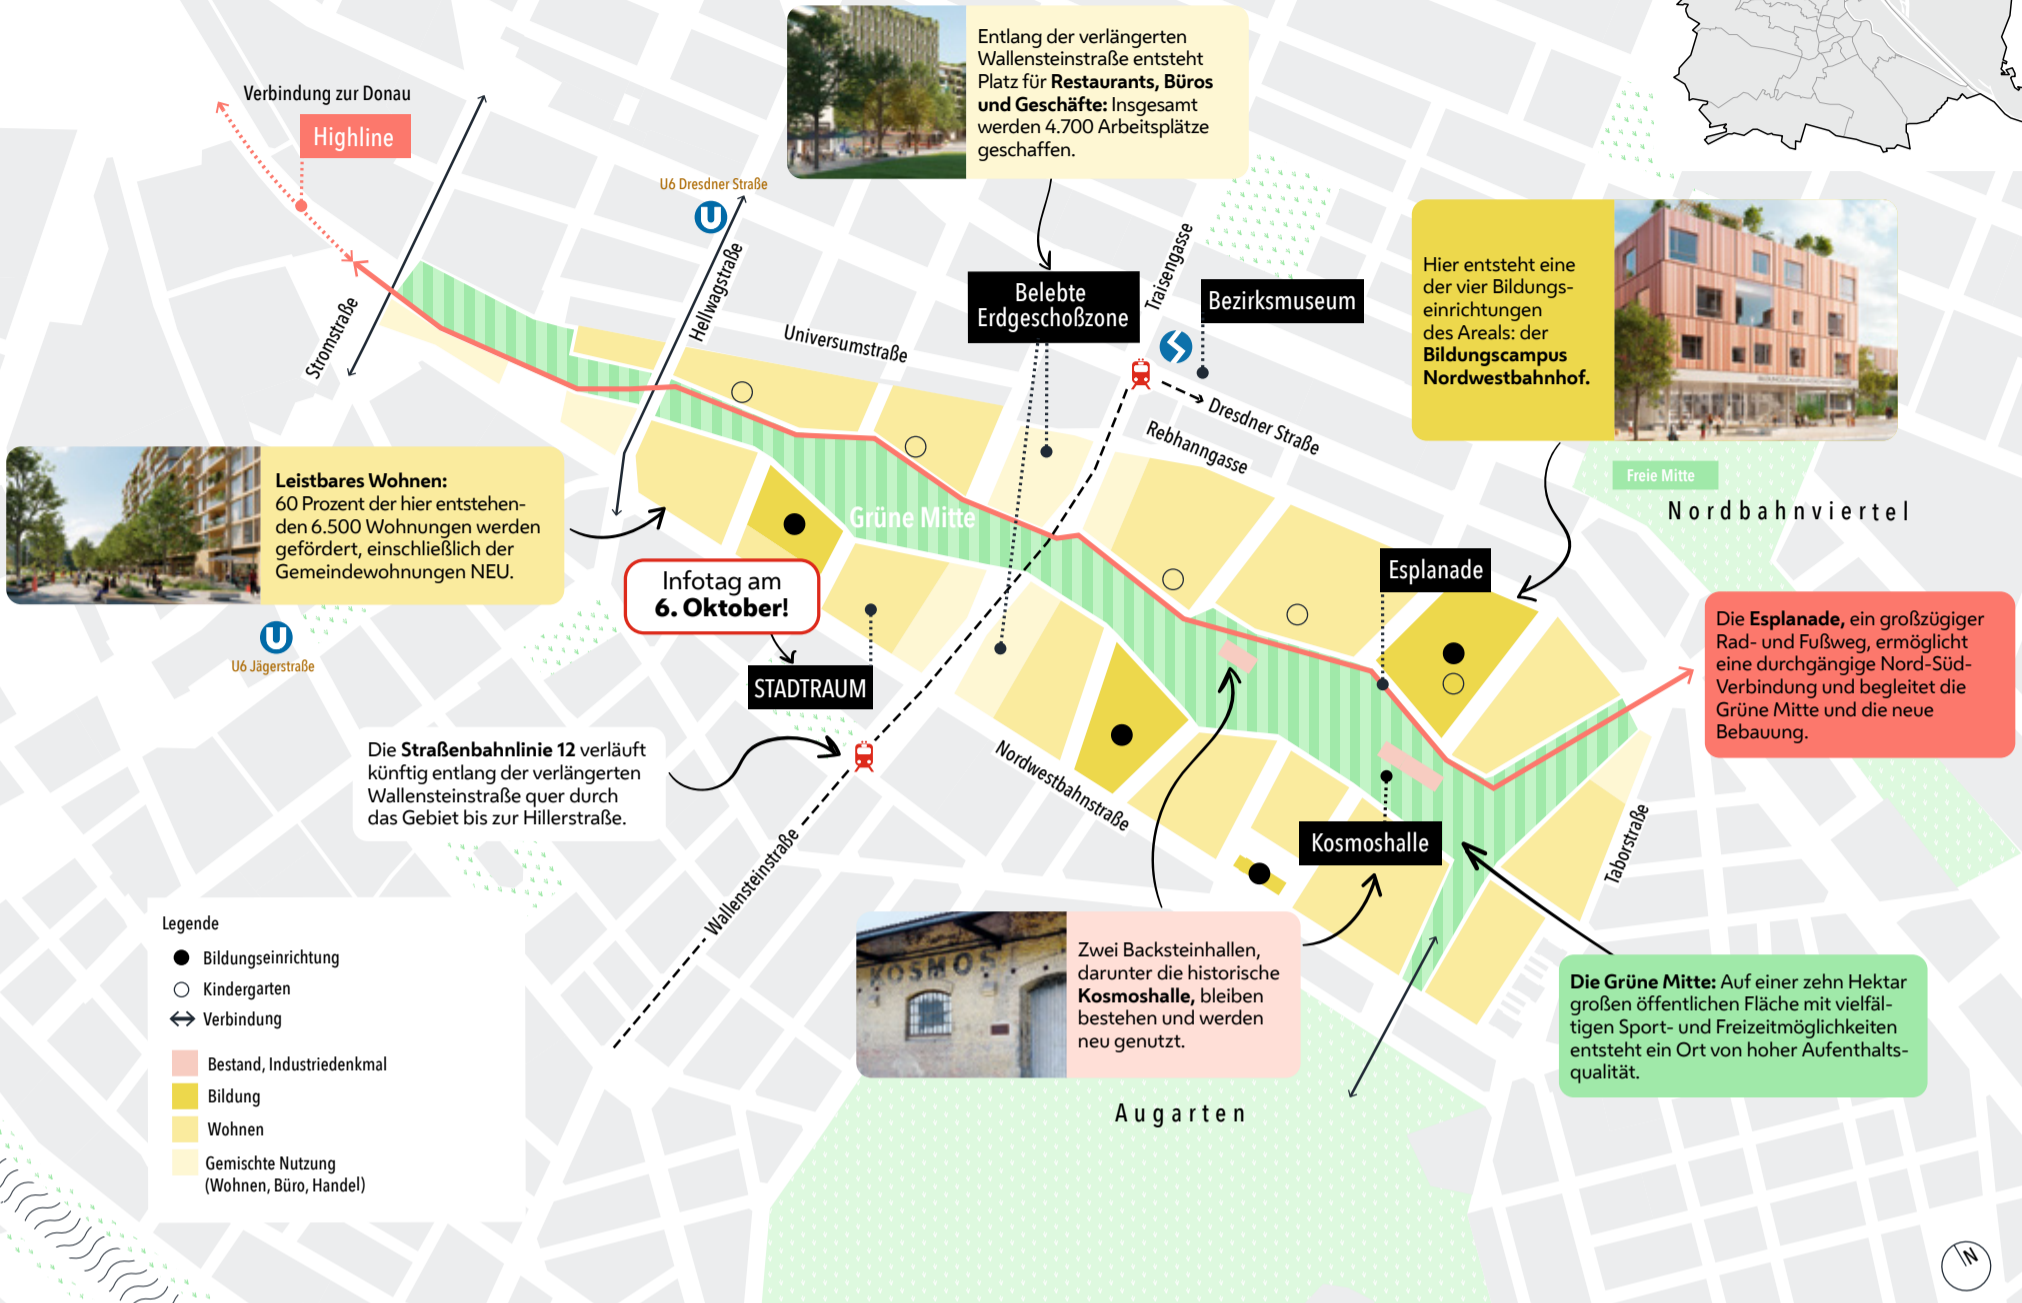 Entlang der verlängerten
Wallensteinstraße entsteht
Platz für Restaurants, Büros
und Geschäfte: Insgesamt
werden 4.700 Arbeitsplätze
geschaffen.
Verbindung zur Donau
Highline
U6 Dresdner Straße
U
Stromstraße
Hellwagstraße
Universumstraße
Traisengasse
Belebte
Erdgeschoßzone
Bezirksmuseum
Dresdner Straße
Rebhanngasse
Hier entsteht eine
der vier Bildungs-
einrichtungen
des Areals: der
Bildungscampus
Nordwestbahnhof.
Freie Mitte
Nordbahnviertel
Leistbares Wohnen:
60 Prozent der hier entstehen-
den 6.500 Wohnungen werden
gefördert, einschließlich der
Gemeindewohnungen NEU.
U
U6 Jägerstraße
Grüne Mitte
Infotag am
6. Oktober!
STADTRAUM
Esplanade
Die Esplanade, ein großzügiger
Rad- und Fußweg, ermöglicht
eine durchgängige Nord-Süd-
Verbindung und begleitet die
Grüne Mitte und die neue
Bebauung.
Die Straßenbahnlinie 12 verläuft
künftig entlang der verlängerten
Wallensteinstraße quer durch
das Gebiet bis zur Hillerstraße.
Nordwestbahnstraße
Wallensteinstraße
Kosmoshalle
Taborstraße
KOSMOS
Zwei Backsteinhallen,
darunter die historische
Kosmoshalle, bleiben
bestehen und werden
neu genutzt.
Die Grüne Mitte: Auf einer zehn Hektar
großen öffentlichen Fläche mit vielfäl-
tigen Sport- und Freizeitmöglichkeiten
entsteht ein Ort von hoher Aufenthalts-
qualität.
Augarten
Legende
Bildungseinrichtung
Kindergarten
Verbindung
Bestand, Industriedenkmal
Bildung
Wohnen
Gemischte Nutzung
(Wohnen, Büro, Handel)
N